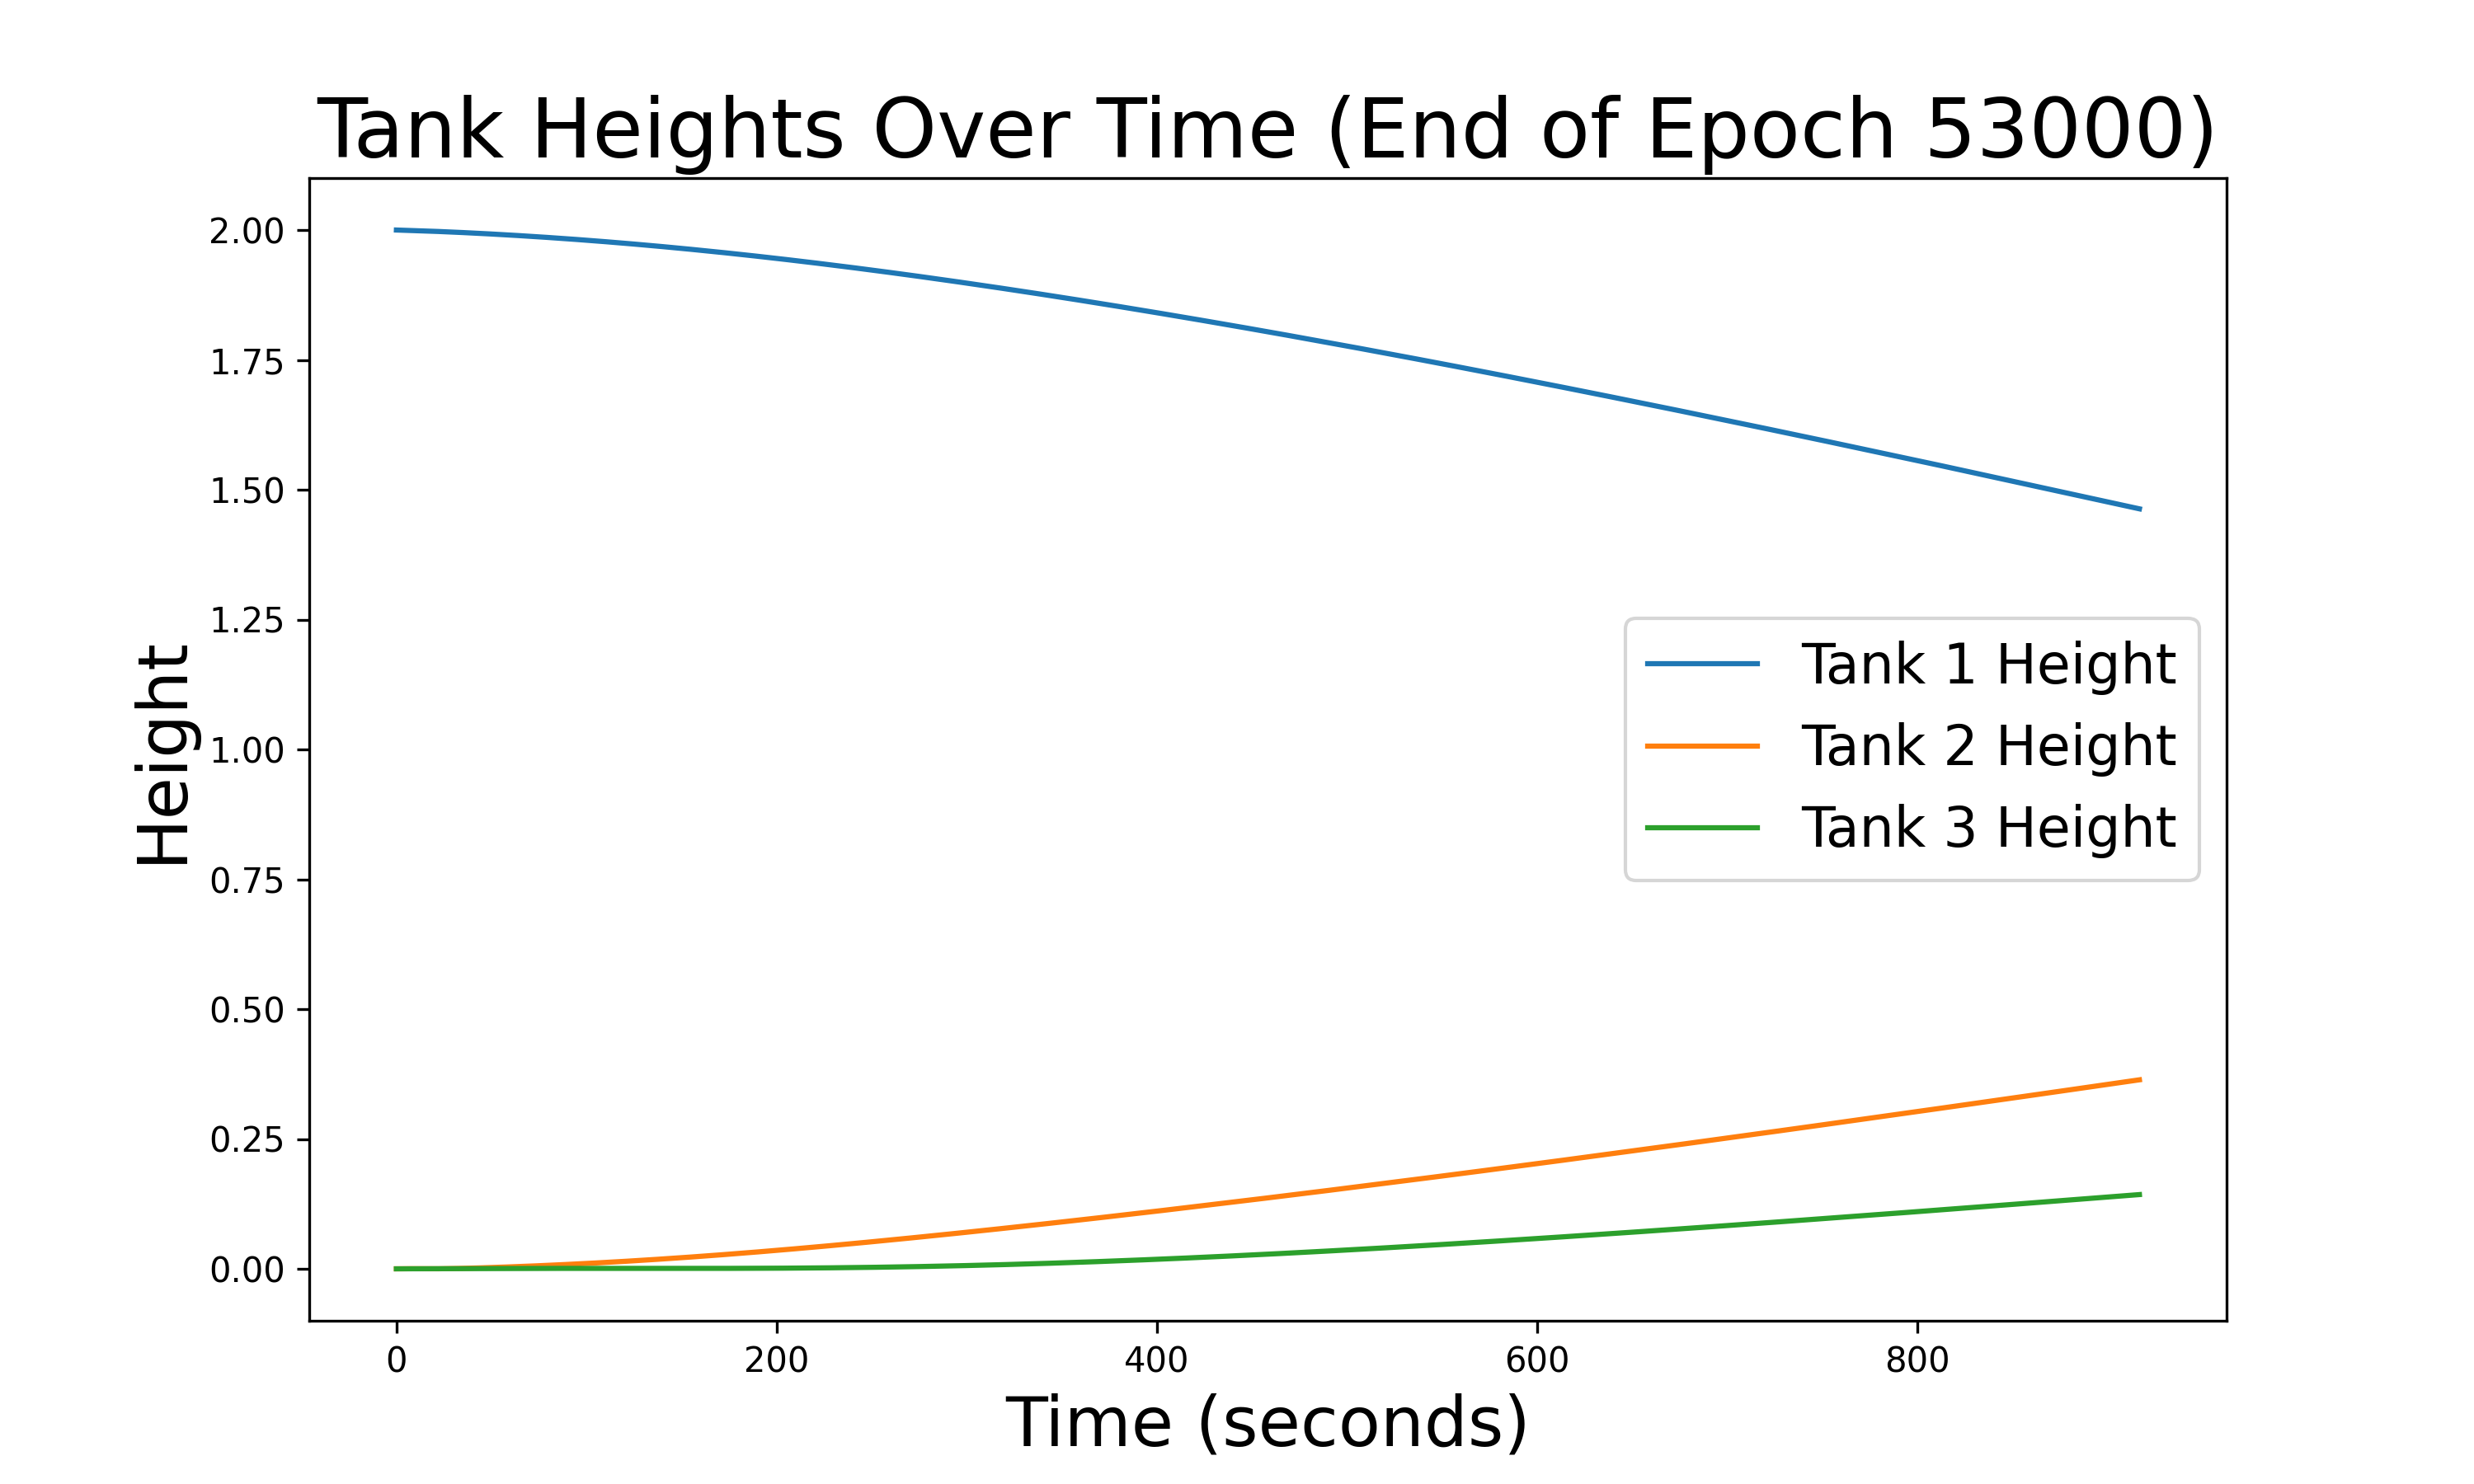 Tank Heights Over Time (End of Epoch 53000)
Height
2.00
1.75
1.50
1.25
1.00
0.75
0.50
0.25
0.00
Tank 1 Height
Tank 2 Height
Tank 3 Height
0 200 400 600 800
Time (seconds)